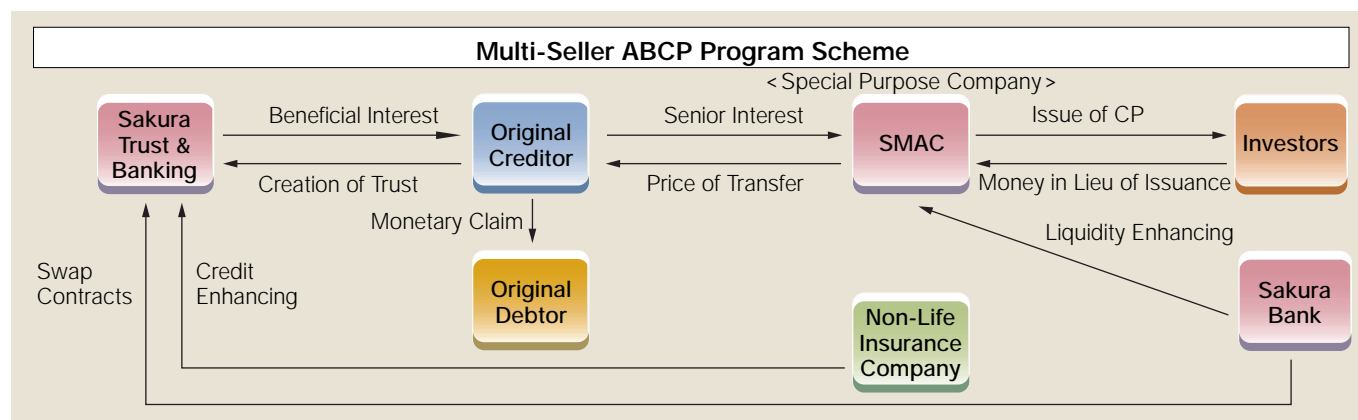 Multi-Seller ABCP Program Scheme
< Special Purpose Company >
Sakura
Trust &
Banking
Beneficial Interest
Creation of Trust
Original
Creditor
Senior Interest
Price of Transfer
SMAC
Issue of CP
Money in Lieu of Issuance
Investors
Monetary Claim
Liquidity Enhancing
Swap
Contracts
Credit
Enhancing
Original
Debtor
Non-Life
Insurance
Company
Sakura
Bank